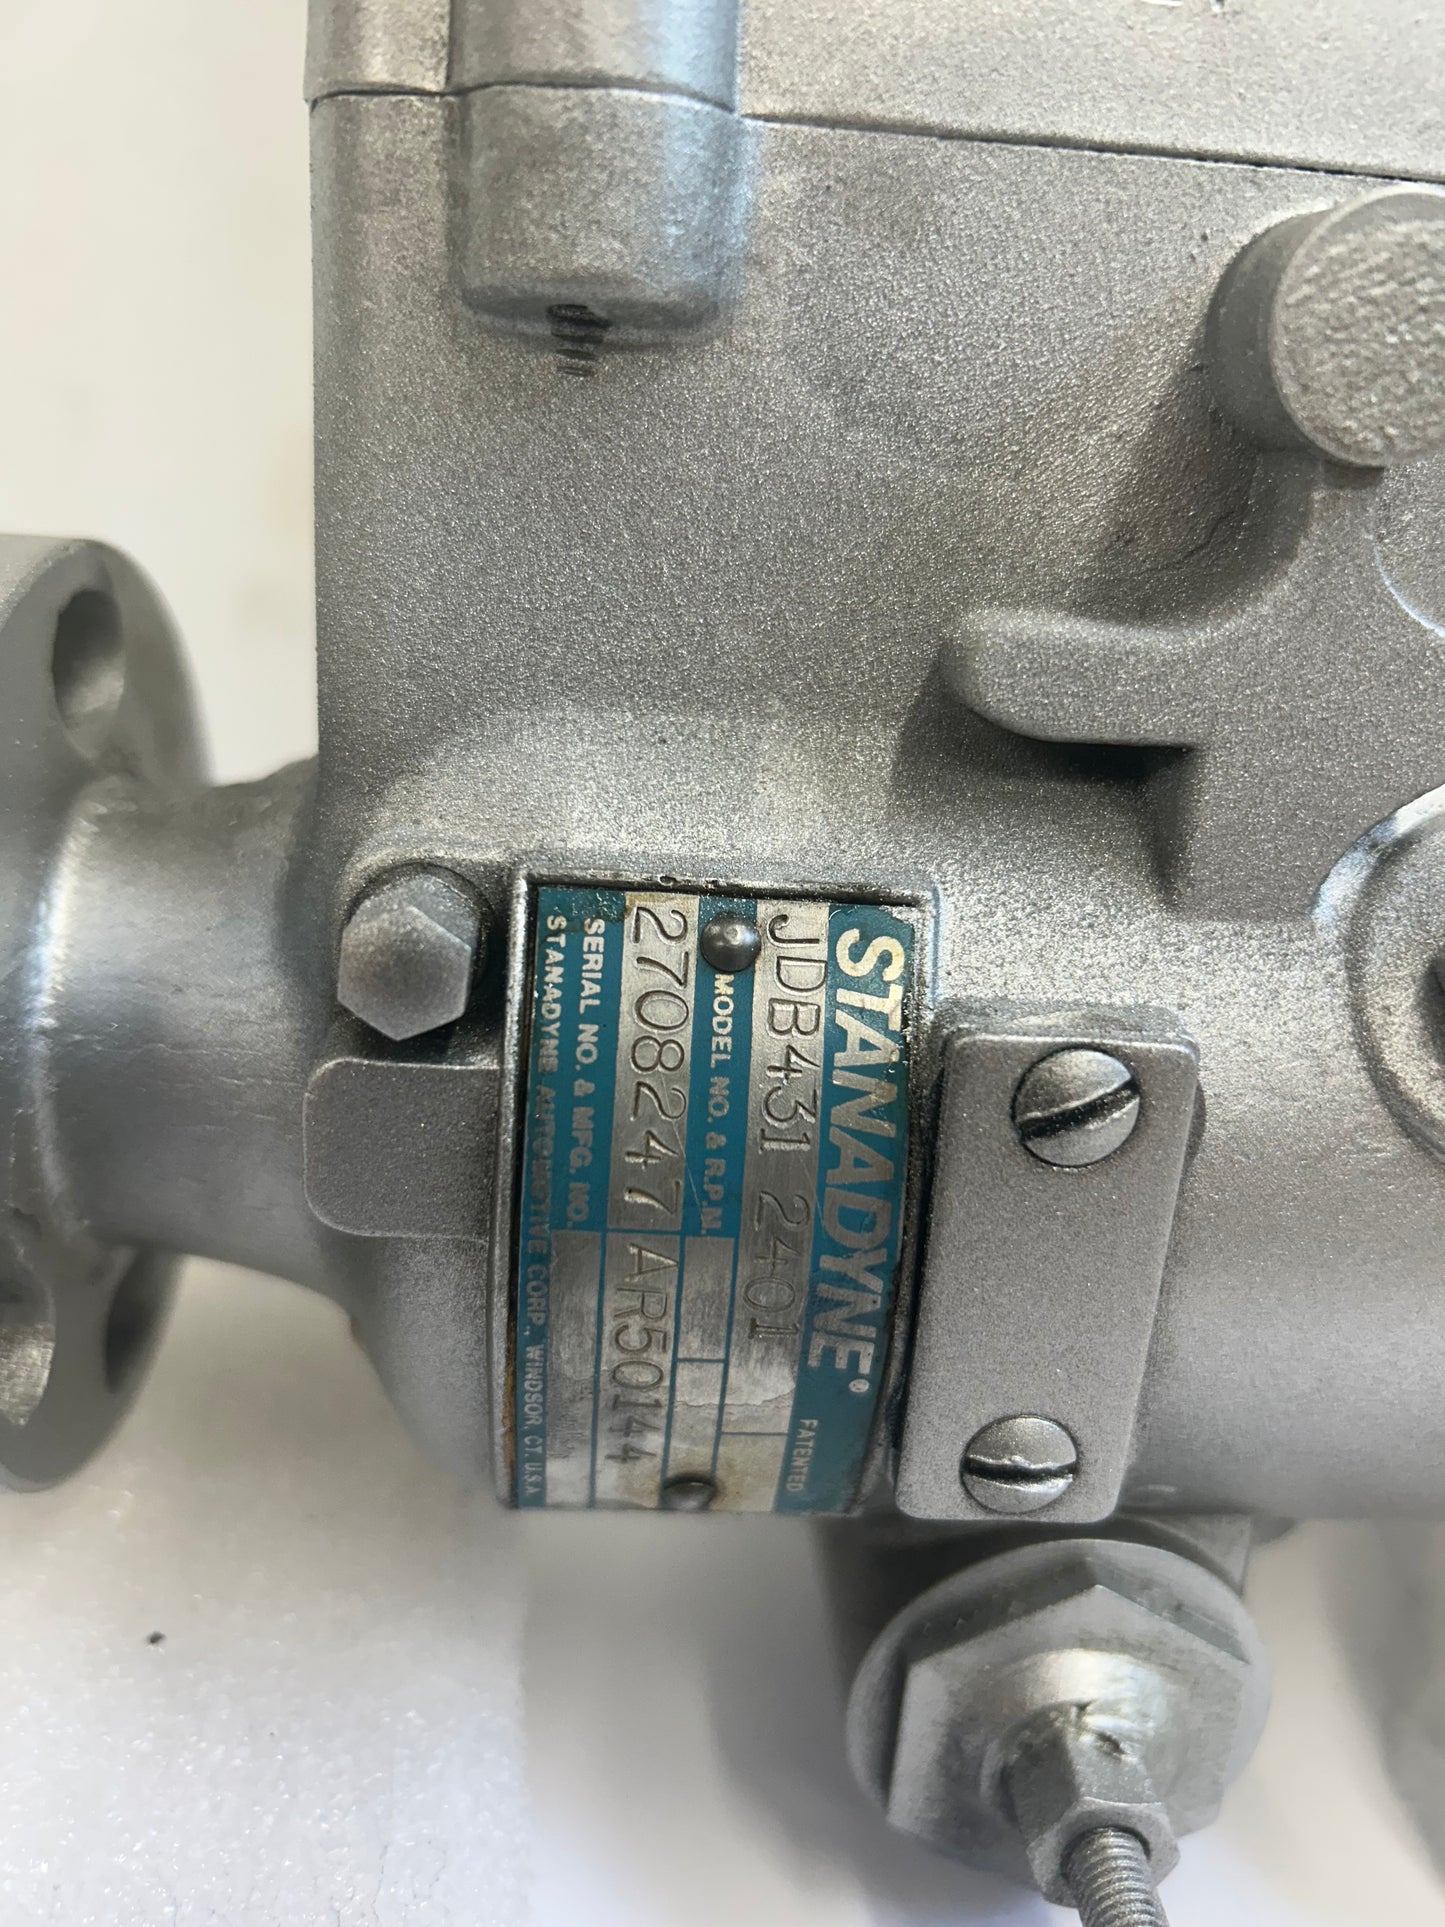 STANADYNE® PATENTED
JDB431 2401
MODEL NO. & R.P.M.
2708247 AR50144
SERIAL NO. & MFG. NO.
STANADYNE AUTOMOTIVE CORP., WINDSOR, CT. U.S.A